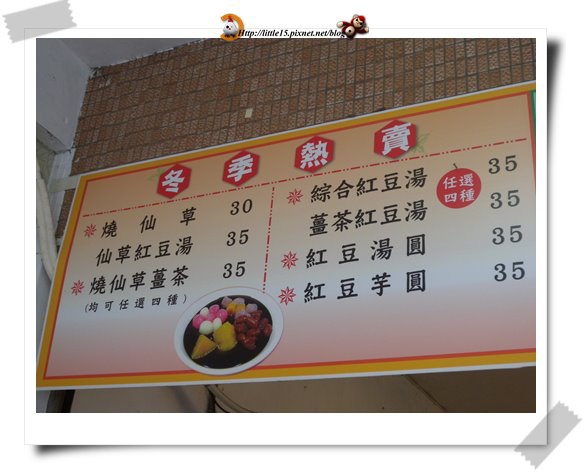 Http://little15.pixnet.net/blog
冬季熱賣
燒仙草 30
仙草紅豆湯 35
燒仙草薑茶 35
(均可任選四種)
綜合紅豆湯 35
任選
四種
薑茶紅豆湯 35
紅豆湯圓 35
紅豆芋圓 35